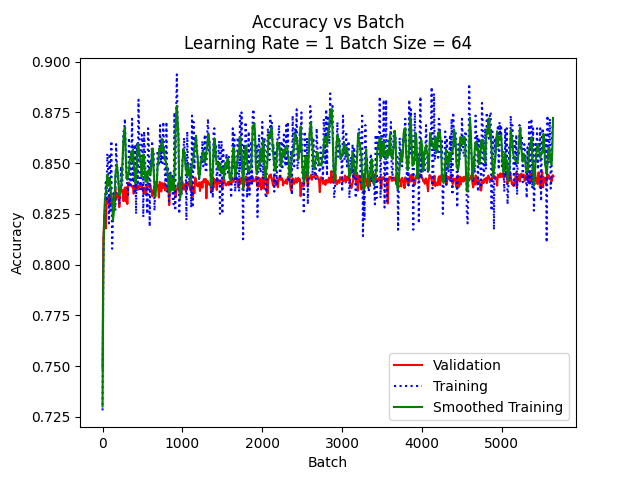 Accuracy vs Batch
Learning Rate = 1 Batch Size = 64
0.900
0.875
0.850
0.825
0.800
0.775
0.750
0.725
Accuracy
Validation
Training
Smoothed Training
0 1000 2000 3000 4000 5000
Batch